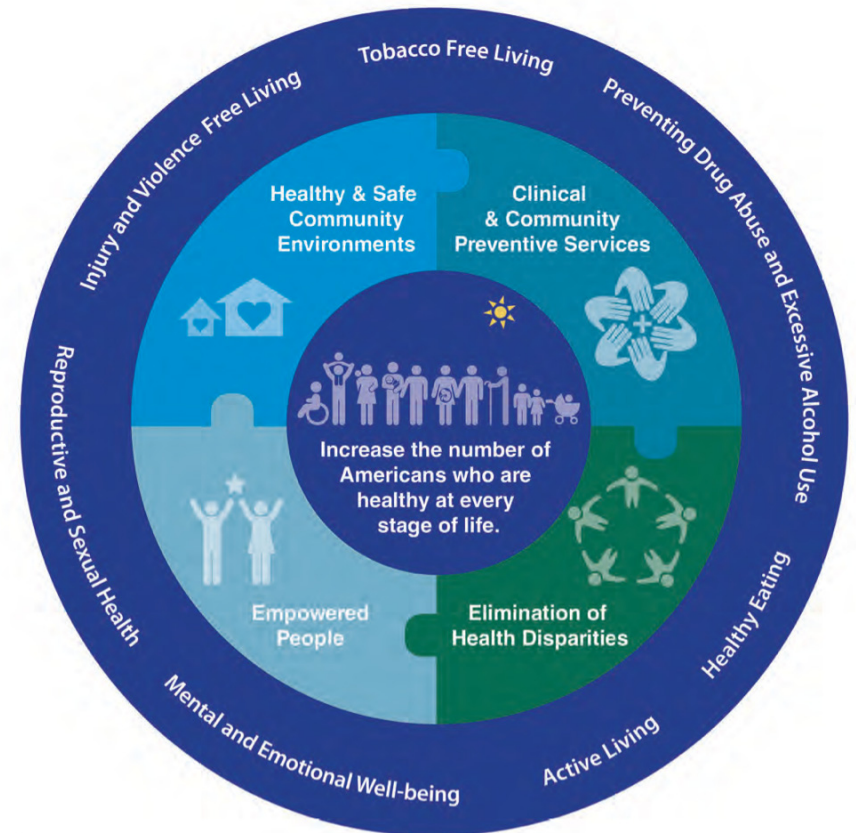 Tobacco Free Living
Preventing Drug Abuse and Excessive Alcohol Use
Healthy Eating
Active Living
Mental and Emotional Well-being
Reproductive and Sexual Health
Injury and Violence Free Living
Healthy & Safe
Community
Environments
Clinical
& Community
Preventive Services
Increase the number of
Americans who are
healthy at every
stage of life.
Empowered
People
Elimination of
Health Disparities